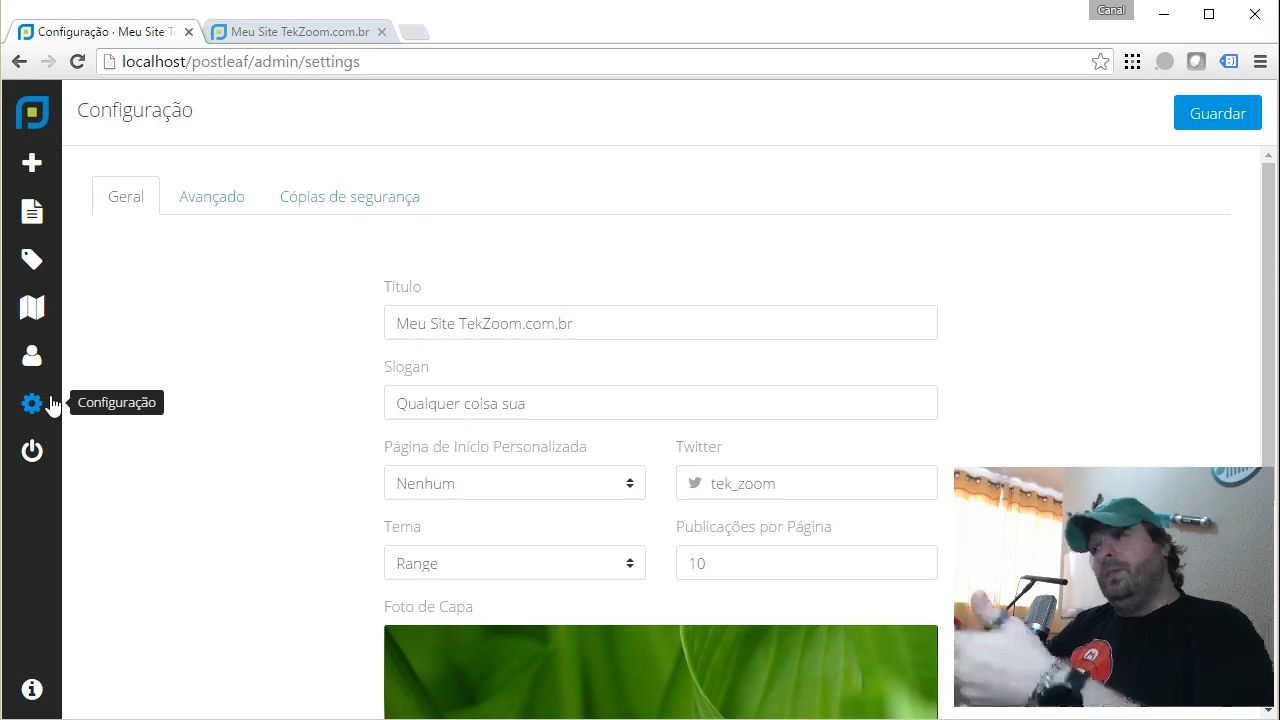 Canal
Configuração · Meu Site T
Meu Site TekZoom.com.br
localhost/postleaf/admin/settings
Configuração
Guardar
Geral
Avançado
Cópias de segurança
Título
Meu Site TekZoom.com.br
Slogan
Qualquer coisa sua
Configuração
Página de Início Personalizada
Twitter
Nenhum
tek_zoom
Tema
Publicações por Página
Range
10
Foto de Capa